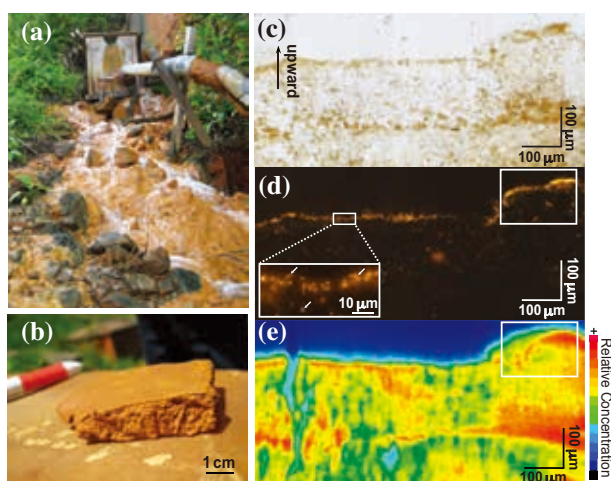 (a)
(b)
1 cm
(c)
upward
100 μm
100 μm
(d)
10 μm
100 μm
100 μm
(e)
100 μm
100 μm
+
Relative Concentration
-